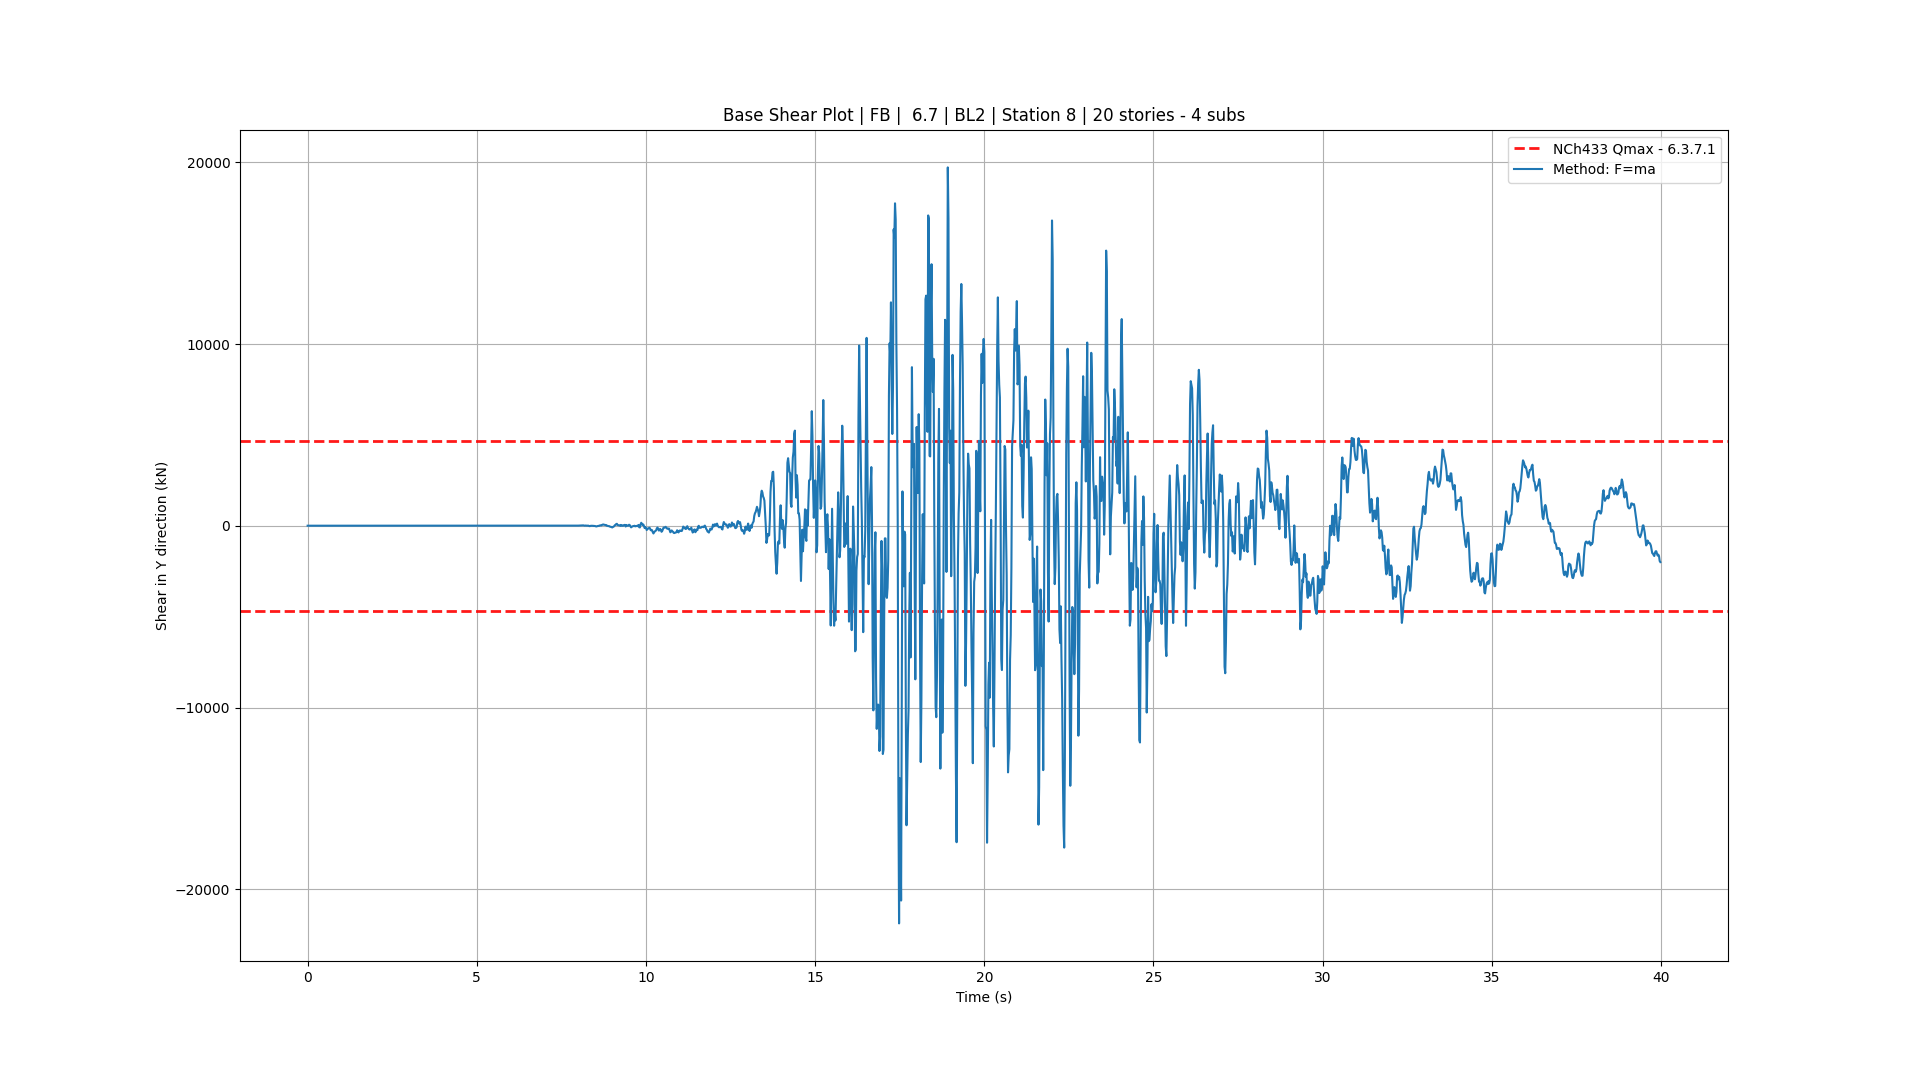 Base Shear Plot | FB |  6.7 | BL2 | Station 8 | 20 stories - 4 subs
NCh433 Qmax - 6.3.7.1
Method: F=ma
Shear in Y direction (kN)
20000
10000
0
−10000
−20000
0 5 10 15 20 25 30 35 40
Time (s)